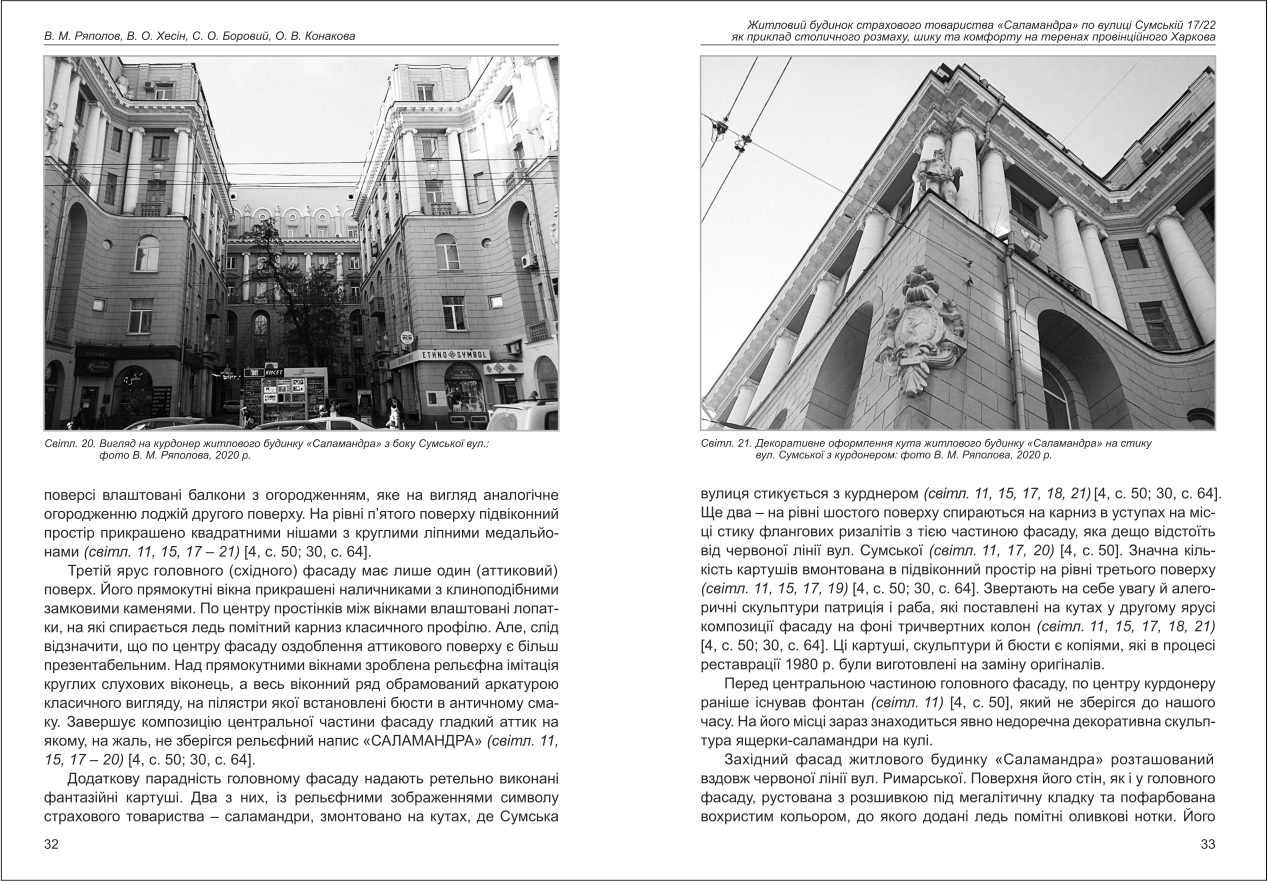 В. М. Ряполов, В. О. Хесін, С. О. Боровий, О. В. Конакова
ETHNO SYMBOL
КИСЕТ
Світл. 20. Вигляд на курдонер житлового будинку «Саламандра» з боку Сумської вул.:
фото В. М. Ряполова, 2020 р.
поверсі влаштовані балкони з огородженням, яке на вигляд аналогічне
огородженню лоджій другого поверху. На рівні п’ятого поверху підвіконний
простір прикрашено квадратними нішами з круглими ліпними медальйо-
нами (світл. 11, 15, 17 – 21) [4, с. 50; 30, с. 64].
Третій ярус головного (східного) фасаду має лише один (аттиковий)
поверх. Його прямокутні вікна прикрашені наличниками з клиноподібними
замковими каменями. По центру простінків між вікнами влаштовані лопат-
ки, на які спирається ледь помітний карниз класичного профілю. Але, слід
відзначити, що по центру фасаду оздоблення аттикового поверху є більш
презентабельним. Над прямокутними вікнами зроблена рельєфна імітація
круглих слухових віконець, а весь віконний ряд обрамований аркатурою
класичного вигляду, на пілястри якої встановлені бюсти в античному сма-
ку. Завершує композицію центральної частини фасаду гладкий аттик на
якому, на жаль, не зберігся рельєфний напис «САЛАМАНДРА» (світл. 11,
15, 17 – 20) [4, с. 50; 30, с. 64].
Додаткову парадність головному фасаду надають ретельно виконані
фантазійні картуші. Два з них, із рельєфними зображеннями символу
страхового товариства – саламандри, змонтовано на кутах, де Сумська
32
Житловий будинок страхового товариства «Саламандра» по вулиці Сумській 17/22
як приклад столичного розмаху, шику та комфорту на теренах провінційного Харкова
Світл. 21. Декоративне оформлення кута житлового будинку «Саламандра» на стику
вул. Сумської з курдонером: фото В. М. Ряполова, 2020 р.
вулиця стикується з курднером (світл. 11, 15, 17, 18, 21) [4, с. 50; 30, с. 64].
Ще два – на рівні шостого поверху спираються на карниз в уступах на міс-
ці стику флангових ризалітів з тією частиною фасаду, яка дещо відстоїть
від червоної лінії вул. Сумської (світл. 11, 17, 20) [4, с. 50]. Значна кіль-
кість картушів вмонтована в підвіконний простір на рівні третього поверху
(світл. 11, 15, 17, 19) [4, с. 50; 30, с. 64]. Звертають на себе увагу й алего-
ричні скульптури патриція і раба, які поставлені на кутах у другому ярусі
композиції фасаду на фоні тричвертних колон (світл. 11, 15, 17, 18, 21)
[4, с. 50; 30, с. 64]. Ці картуші, скульптури й бюсти є копіями, які в процесі
реставрації 1980 р. були виготовлені на заміну оригіналів.
Перед центральною частиною головного фасаду, по центру курдонеру
раніше існував фонтан (світл. 11) [4, с. 50], який не зберігся до нашого
часу. На його місці зараз знаходиться явно недоречна декоративна скульп-
тура ящерки-саламандри на кулі.
Західний фасад житлового будинку «Саламандра» розташований
вздовж червоної лінії вул. Римарської. Поверхня його стін, як і у головного
фасаду, рустована з розшивкою під мегалітичну кладку та пофарбована
вохристим кольором, до якого додані ледь помітні оливкові нотки. Його
33